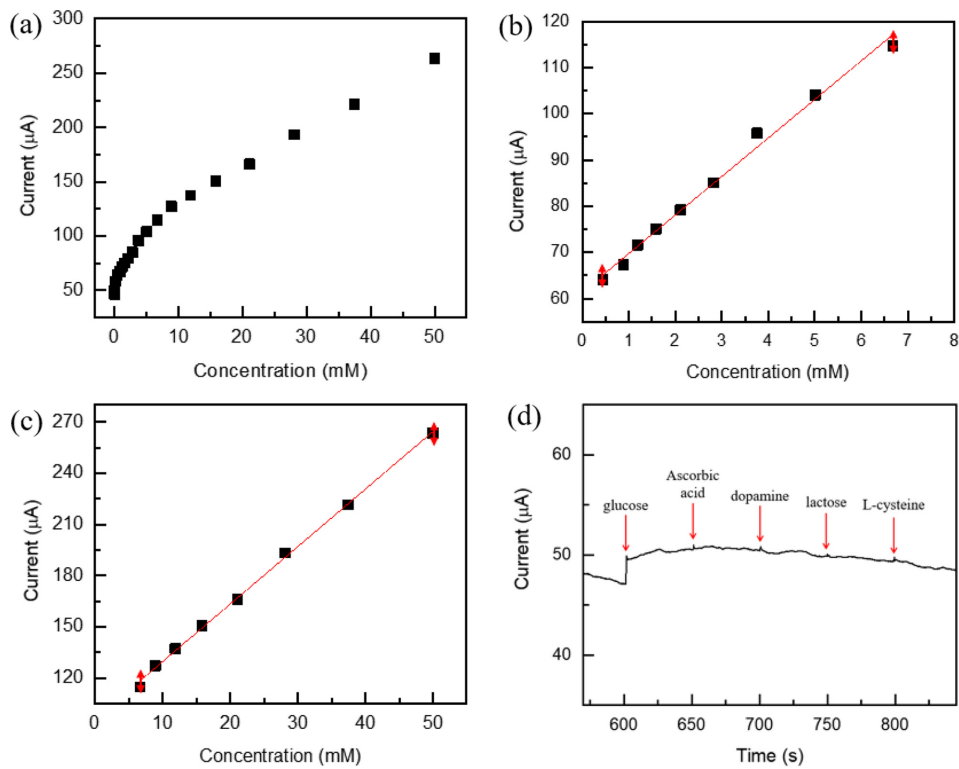 (a)
300
250
200
150
100
50
0 10 20 30 40 50
Current (μA)
Concentration (mM)
(b)
120
110
100
90
80
70
60
0 1 2 3 4 5 6 7 8
Current (μA)
Concentration (mM)
(c)
270
240
210
180
150
120
0 10 20 30 40 50
Current (μA)
Concentration (mM)
(d)
60
50
40
600 650 700 750 800
Current (μA)
Time (s)
glucose
Ascorbic
acid
dopamine
lactose
L-cysteine